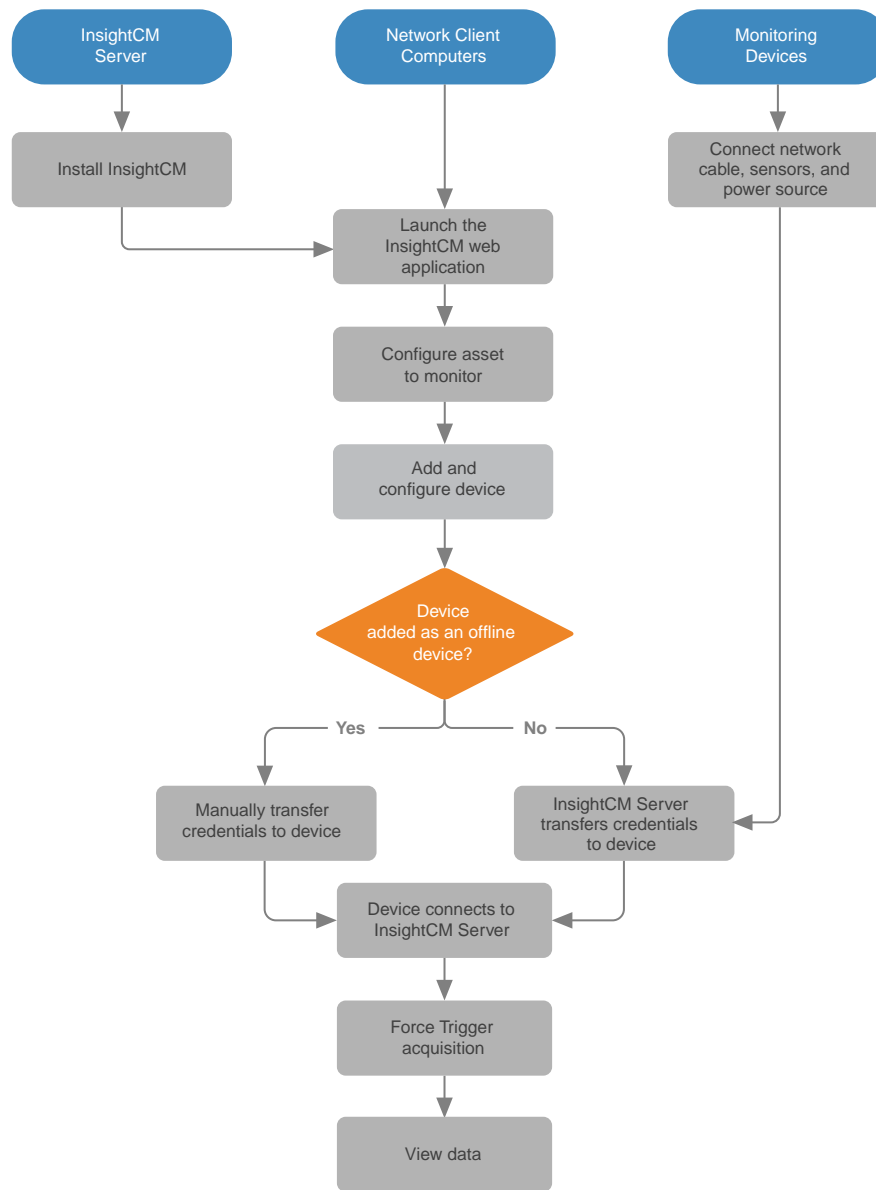 InsightCM
Server
Network Client
Computers
Monitoring
Devices
Install InsightCM
Connect network
cable, sensors, and
power source
Launch the
InsightCM web
application
Configure asset
to monitor
Add and
configure device
Device
added as an offline
device?
Yes
No
Manually transfer
credentials to device
InsightCM Server
transfers credentials
to device
Device connects to
InsightCM Server
Force Trigger
acquisition
View data